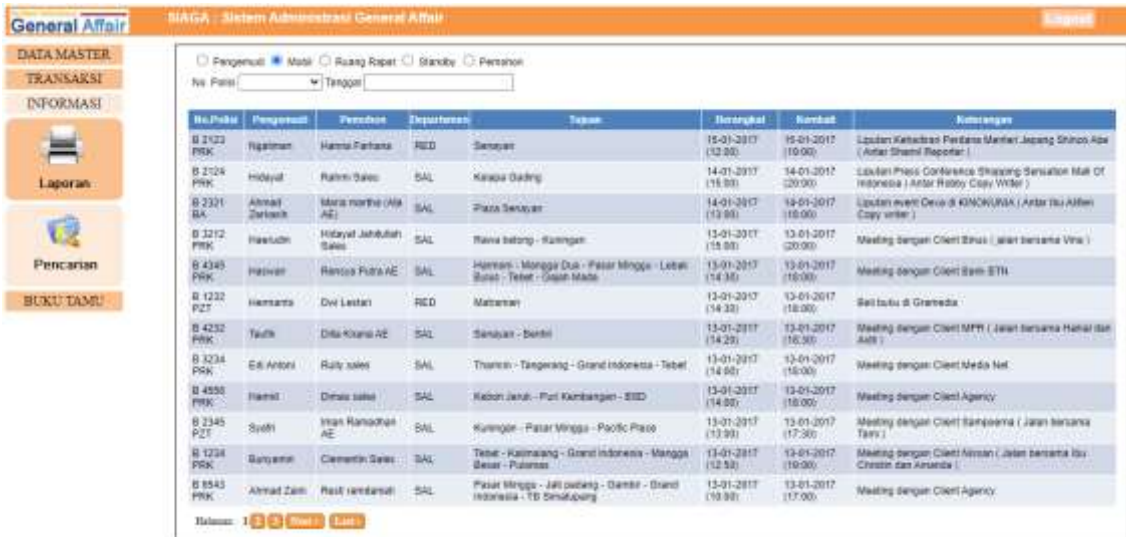 General Affair
SIAGA : Sistem Administrasi General Affair
Logout
DATA MASTER
TRANSAKSI
INFORMASI
Laporan
Pencarian
BUKU TAMU
Pengemudi Mobil Ruang Rapat Standby Pemohon
No. Polisi Tanggal
No.Polisi Pengemudi Pemohon Departemen Tujuan Berangkat Kembali Keterangan
B 2123 PRK Ngatiman Hanna Farhana RED Senayan 15-01-2017 (12:00) 15-01-2017 (19:00) Liputan Kehadiran Perdana Menteri Jepang Shinzo Abe ( Antar Shamil Reporter )
B 2124 PRK Hidayat Rahmi Sales SAL Kelapa Gading 14-01-2017 (15:00) 14-01-2017 (20:00) Liputan Press Conference Shopping Sensation Mall Of Indonesia ( Antar Robby Copy Writer )
B 2321 BA Ahmad Zarkasih Maria martha AE) SAL Plaza Senayan 14-01-2017 (13:00) 14-01-2017 (18:00) Liputan event Deva di KINOKUNIA ( Antar Ibu Copy writer )
B 3212 PRK Haerudin Hidayat Sales SAL Rawa belong - Kuningan 13-01-2017 (15:00) 13-01-2017 (20:00) Meeting dengan Client Binus ( jalan bersama Vina )
B 4345 PRK Haswan Putra AE SAL Harmoni - Mangga Dua - Pasar Minggu - Lebak Bulus - Tebet - Gajah Mada 13-01-2017 (14:30) 13-01-2017 (18:00) Meeting dengan Client Bank BTN
B 1232 PZT Hermanto Dwi Lestari RED Matraman 13-01-2017 (14:30) 13-01-2017 (18:00) Beli buku di Gramedia
B 4232 PRK Taufik Dita Kirana AE SAL Senayan - Bentri 13-01-2017 (14:20) 13-01-2017 (16:30) Meeting dengan Client MPR ( Jalan bersama dan )
B 3234 PRK Edi Antoni Rully sales SAL Thamrin - Tangerang - Grand Indonesia - Tebet 13-01-2017 (14:00) 13-01-2017 (18:00) Meeting dengan Client Media Net
B 4556 PRK Hamid Dimas sales SAL Kebon Jeruk - Puri Kembangan - BSD 13-01-2017 (14:00) 13-01-2017 (18:00) Meeting dengan Client Agency
B 2345 PZT Syafri Iman Ramadhan AE SAL Kuningan - Pasar Minggu - Pacific Place 13-01-2017 (13:00) 13-01-2017 (17:30) Meeting dengan Client Sampoerna ( Jalan bersama Tami )
B 1234 PRK Bunyamin Clementin Sales SAL Tebet - Kalimalang - Grand Indonesia - Mangga Besar - Pulomas 13-01-2017 (12:50) 13-01-2017 (19:00) Meeting dengan Client Nissan ( Jalan bersama Ibu Christin dan Amanda )
B 8543 PRK Ahmad Zaini Resti ramdaniati SAL Pasar Minggu - Jati padang - Gambir - Grand Indonesia - TB Simatupang 13-01-2017 (10:00) 13-01-2017 (17:00) Meeting dengan Client Agency
Halaman: 1 2 3 Next › Last ›